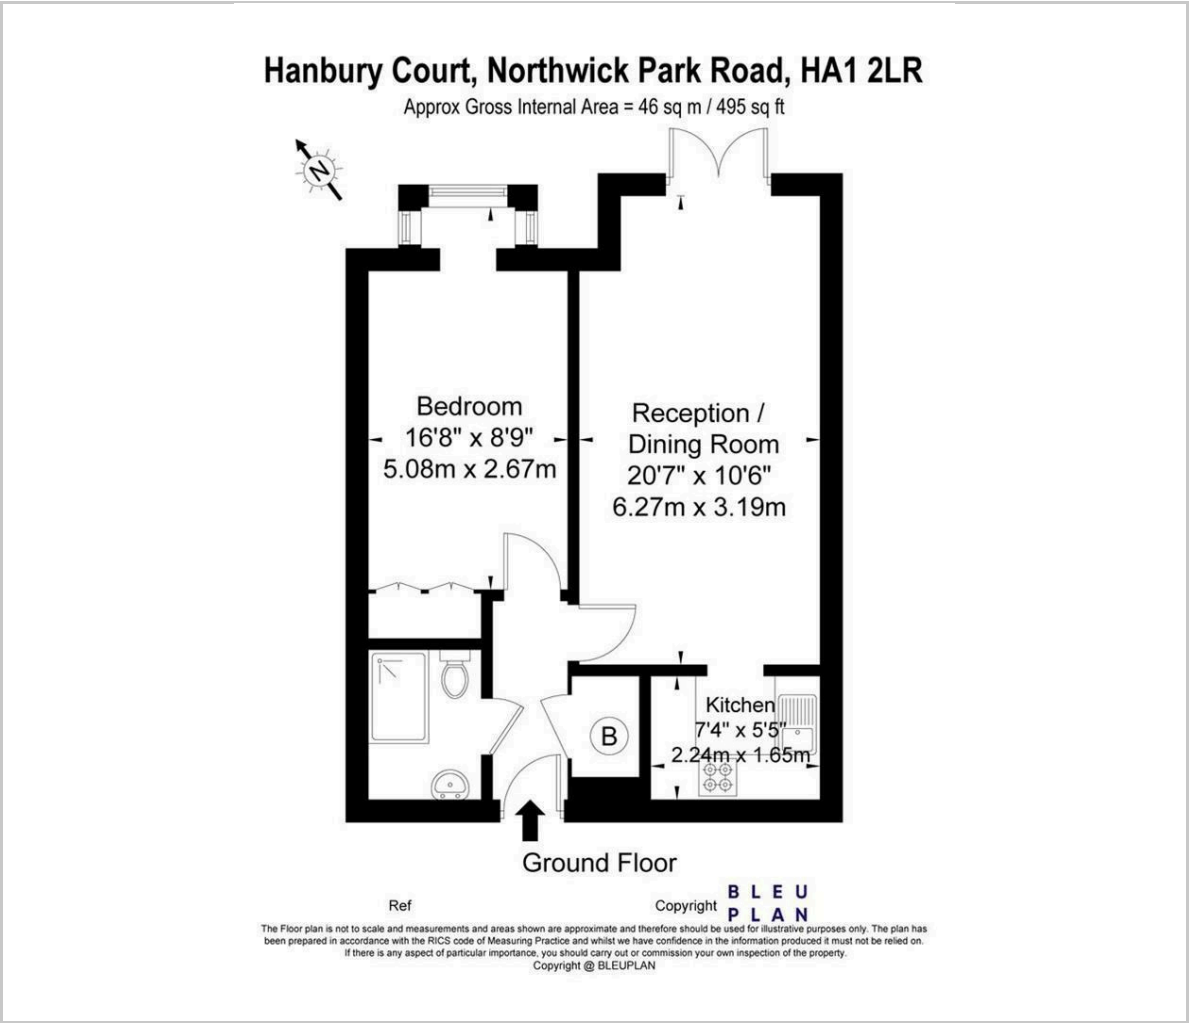 Hanbury Court, Northwick Park Road, HA1 2LR
Approx Gross Internal Area = 46 sq m / 495 sq ft
N
Bedroom
16'8" x 8'9"
5.08m x 2.67m
Reception /
Dining Room
20'7" x 10'6"
6.27m x 3.19m
Kitchen
7'4" x 5'5"
2.24m x 1.65m
B
Ground Floor
Ref
Copyright
BLEU
PLAN
The Floor plan is not to scale and measurements and areas shown are approximate and therefore should be used for illustrative purposes only. The plan has
been prepared in accordance with the RICS code of Measuring Practice and whilst we have confidence in the information produced it must not be relied on.
If there is any aspect of particular importance, you should carry out or commission your own inspection of the property.
Copyright @ BLEUPLAN